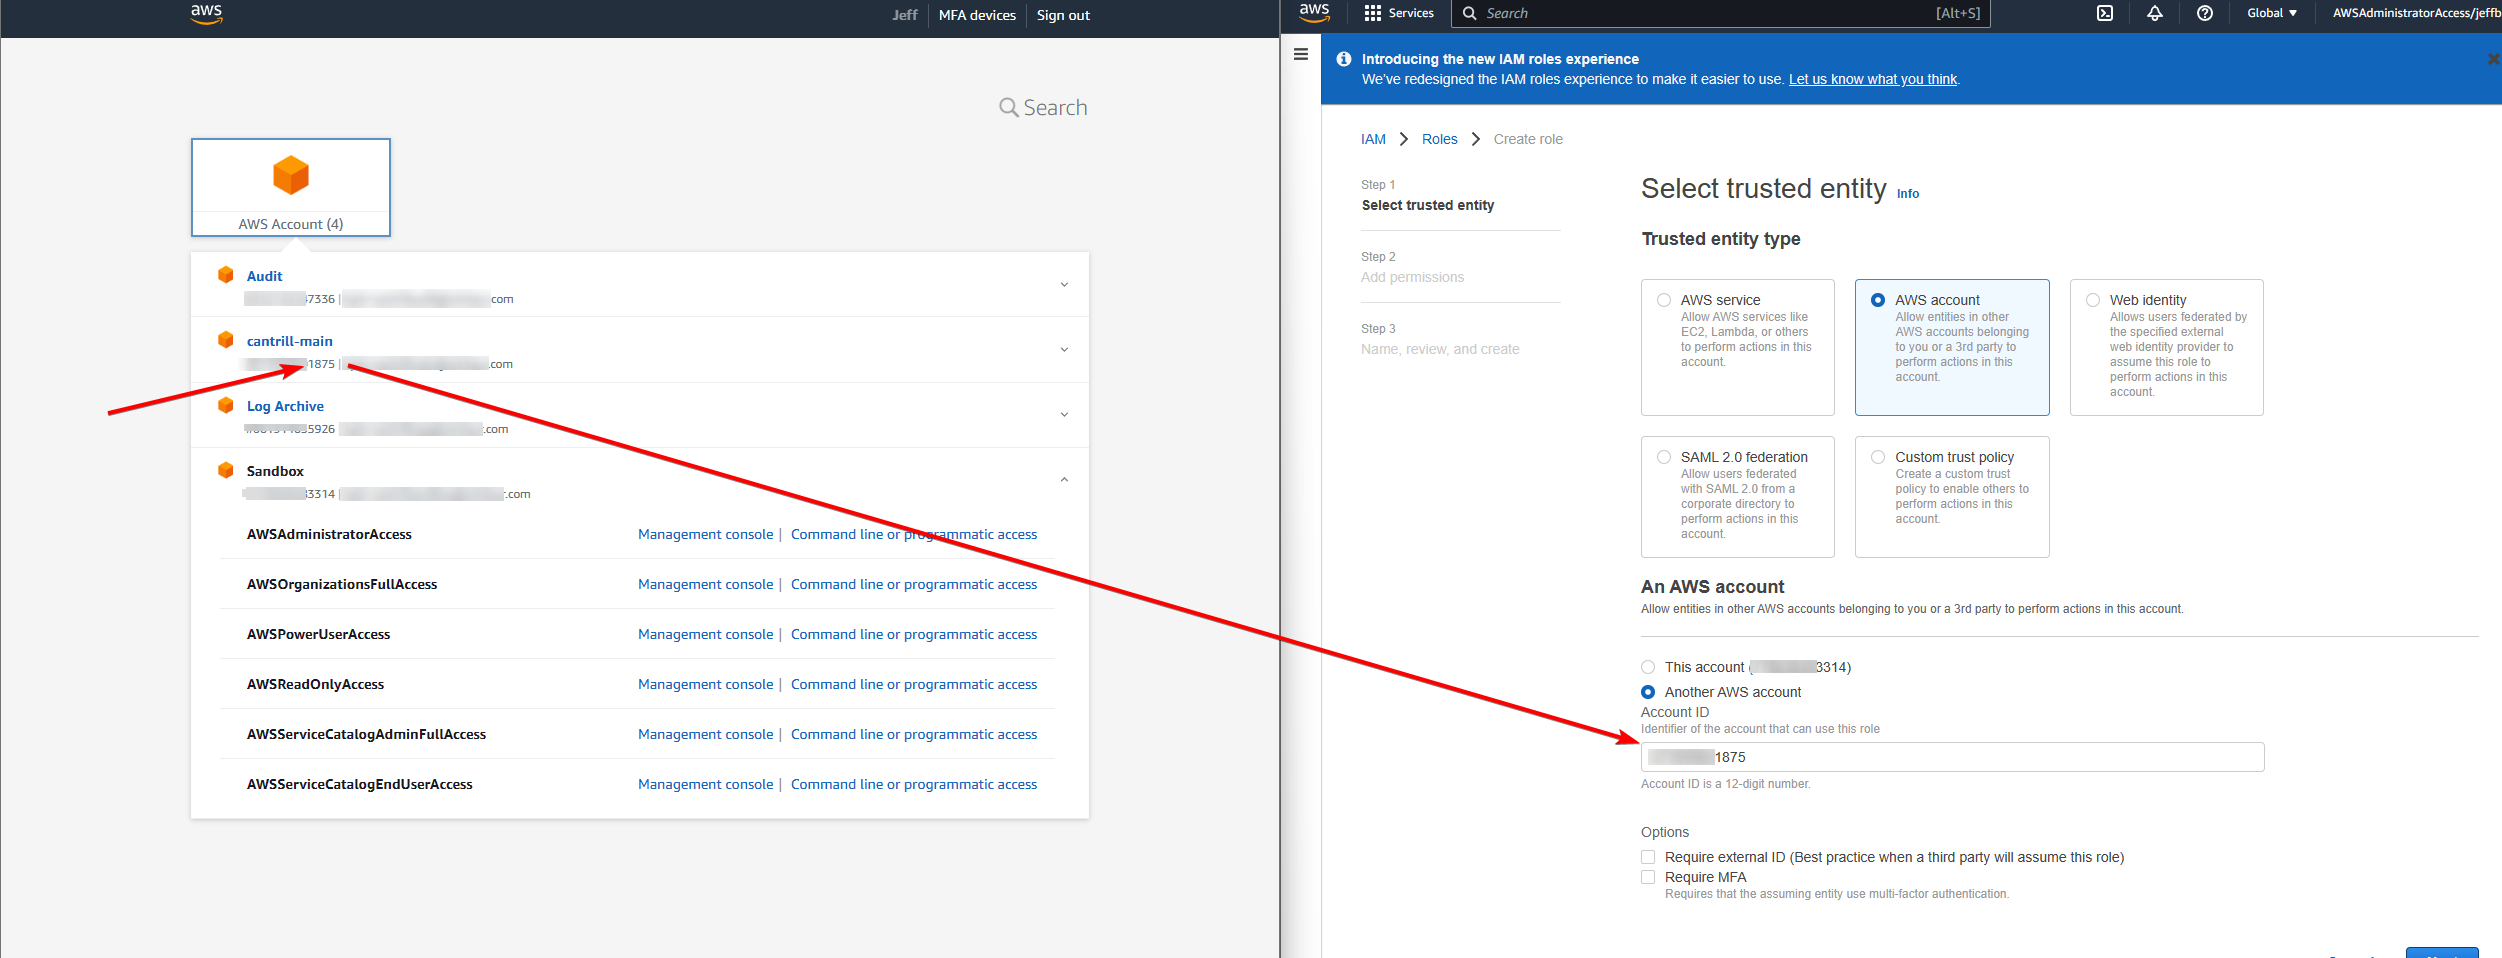 aws
Jeff
MFA devices
Sign out
Search
AWS Account (4)
Audit
7336 | com
cantrill-main
1875 | .com
Log Archive
5926 .com
Sandbox
3314 | .com
AWSAdministratorAccess
Management console | Command line or programmatic access
AWSOrganizationsFullAccess
Management console | Command line or programmatic access
AWSPowerUserAccess
Management console | Command line or programmatic access
AWSReadOnlyAccess
Management console | Command line or programmatic access
AWSServiceCatalogAdminFullAccess
Management console | Command line or programmatic access
AWSServiceCatalogEndUserAccess
Management console | Command line or programmatic access
aws
Services
Search
[Alt+S]
Global
AWSAdministratorAccess/jeffb
Introducing the new IAM roles experience
We've redesigned the IAM roles experience to make it easier to use. Let us know what you think.
IAM
Roles
Create role
Step 1
Select trusted entity
Step 2
Add permissions
Step 3
Name, review, and create
Select trusted entity Info
Trusted entity type
AWS service
Allow AWS services like
EC2, Lambda, or others
to perform actions in this
account.
AWS account
Allow entities in other
AWS accounts belonging
to you or a 3rd party to
perform actions in this
account.
Web identity
Allows users federated by
the specified external
web identity provider to
assume this role to
perform actions in this
account.
SAML 2.0 federation
Allow users federated
with SAML 2.0 from a
corporate directory to
perform actions in this
account.
Custom trust policy
Create a custom trust
policy to enable others to
perform actions in this
account.
An AWS account
Allow entities in other AWS accounts belonging to you or a 3rd party to perform actions in this account.
This account ( 3314)
Another AWS account
Account ID
Identifier of the account that can use this role
1875
Account ID is a 12-digit number.
Options
Require external ID (Best practice when a third party will assume this role)
Require MFA
Requires that the assuming entity use multi-factor authentication.